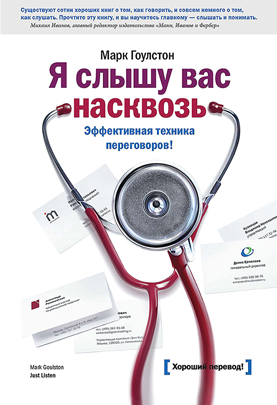 Существуют сотни хороших книг о том, как говорить, и совсем немного о том,
как слушать. Прочтите эту книгу, и вы научитесь главному — слышать и понимать.
Михаил Иванов, главный редактор издательства «Манн, Иванов и Фербер»
Марк Гоулстон
Я слышу вас
насквозь
Эффективная техника
переговоров!
генеральный директор
Mark Goulston
Just Listen
[ Хороший перевод! ]